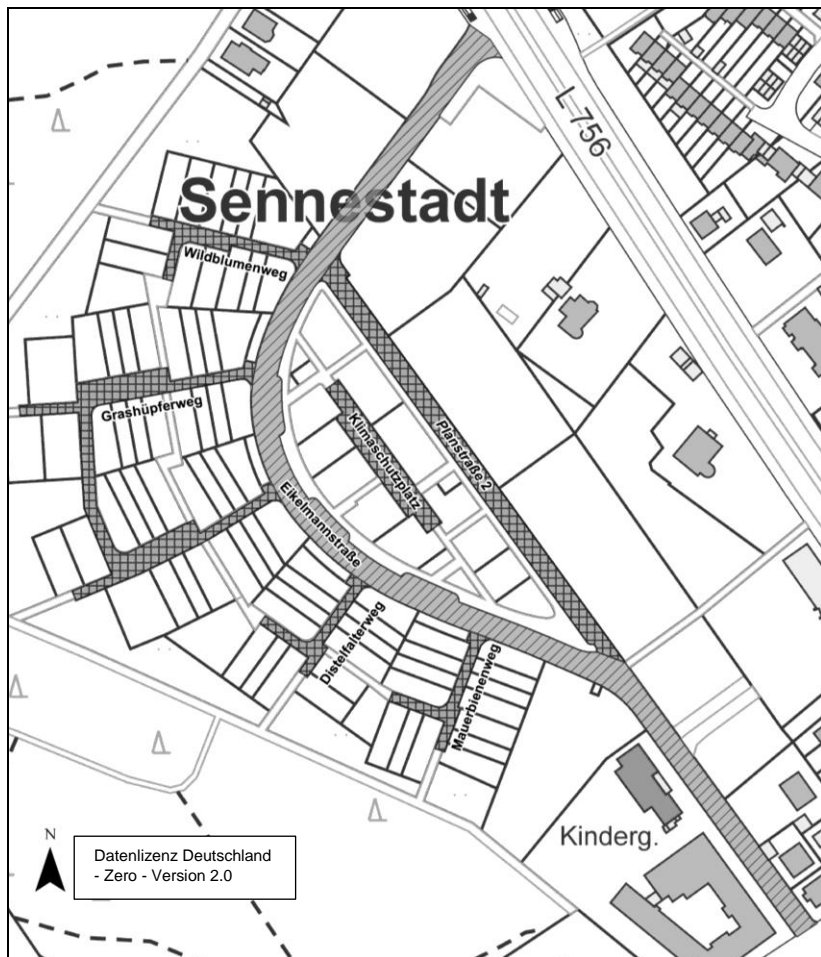 L 756
Sennestadt
Wildblumenweg
Grashüpferweg
Klimaschutzplatz
Planstraße 2
Eikelmannstraße
Distelfalterweg
Mauerbienenweg
Kinderg.
N
Datenlizenz Deutschland
- Zero - Version 2.0